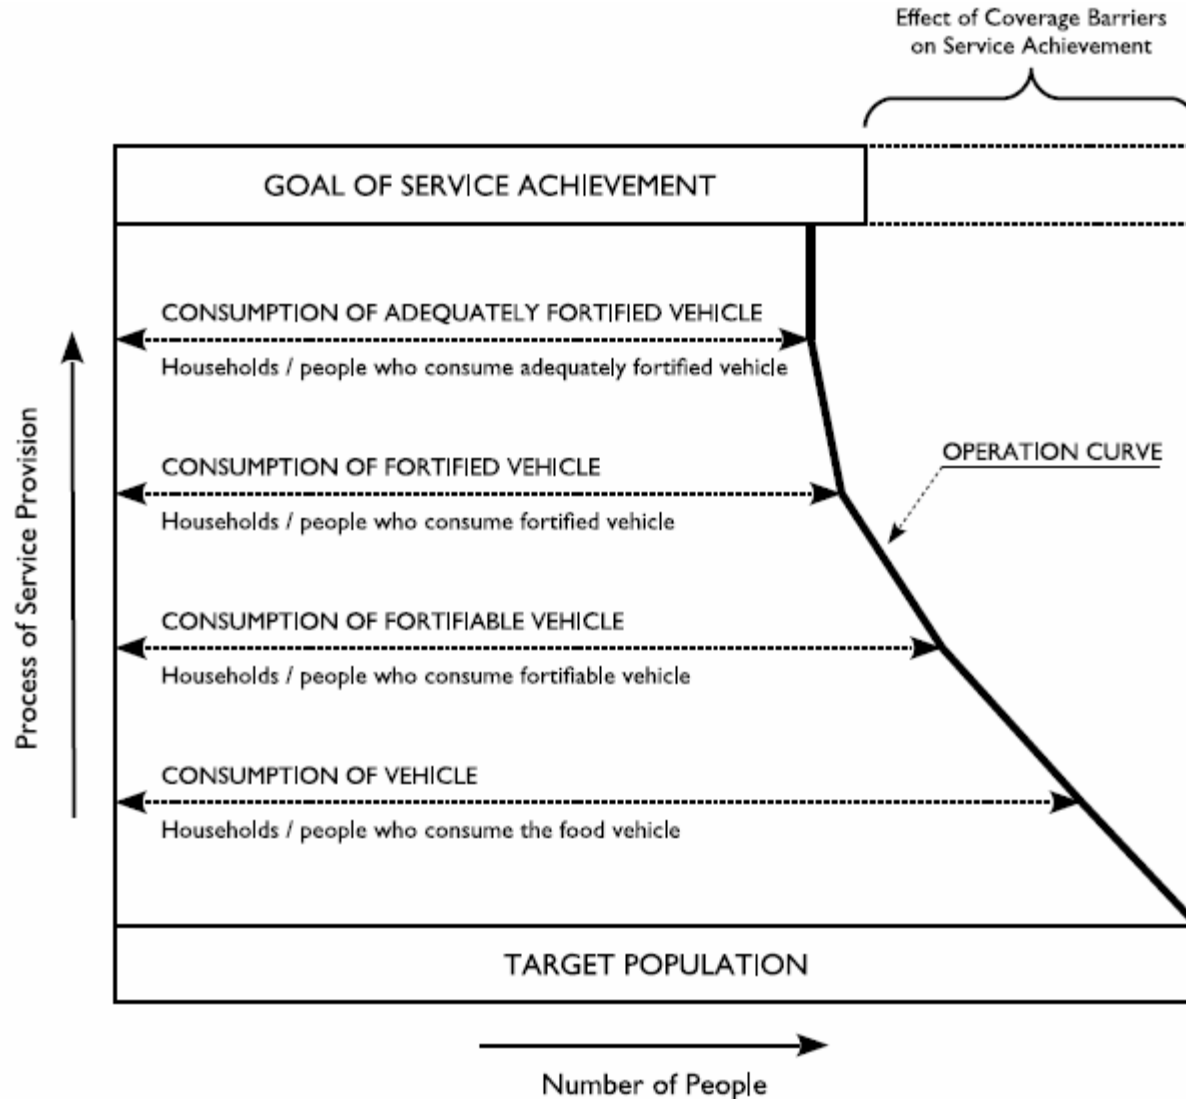 Effect of Coverage Barriers
on Service Achievement
GOAL OF SERVICE ACHIEVEMENT
CONSUMPTION OF ADEQUATELY FORTIFIED VEHICLE
Households / people who consume adequately fortified vehicle
CONSUMPTION OF FORTIFIED VEHICLE
Households / people who consume fortified vehicle
OPERATION CURVE
CONSUMPTION OF FORTIFIABLE VEHICLE
Households / people who consume fortifiable vehicle
CONSUMPTION OF VEHICLE
Households / people who consume the food vehicle
TARGET POPULATION
Process of Service Provision
Number of People